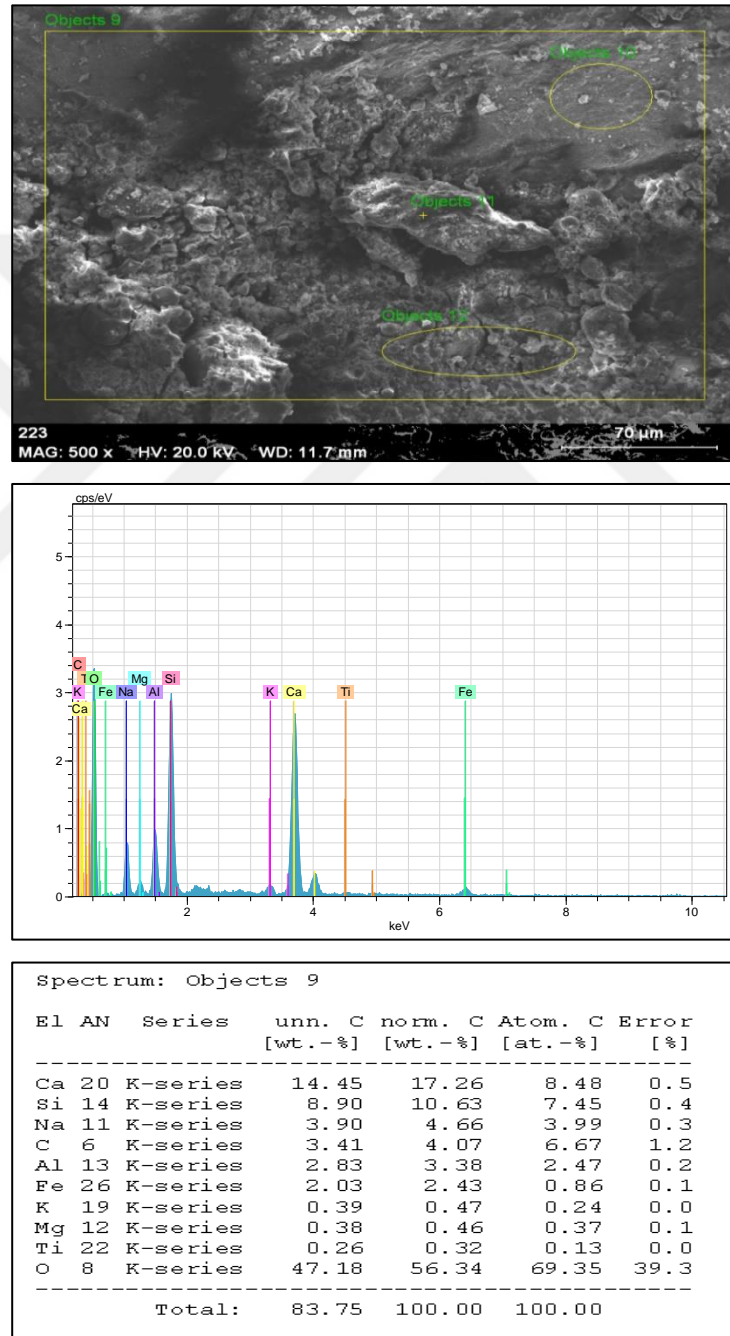 Objects 9
Objects 10
Objects 11
Objects 12
223
MAG: 500 x HV: 20.0 kV WD: 11.7 mm
70 µm
cps/eV
5
4
3
2
1
0
C
T O Mg Si
K Fe Na Al K Ca Ti Fe
Ca
2 4 6 8 10
keV
Spectrum: Objects 9
El AN Series unn. C norm. C Atom. C Error
[wt.-%] [wt.-%] [at.-%] [%]
Ca 20 K-series 14.45 17.26 8.48 0.5
Si 14 K-series 8.90 10.63 7.45 0.4
Na 11 K-series 3.90 4.66 3.99 0.3
C 6 K-series 3.41 4.07 6.67 1.2
Al 13 K-series 2.83 3.38 2.47 0.2
Fe 26 K-series 2.03 2.43 0.86 0.1
K 19 K-series 0.39 0.47 0.24 0.0
Mg 12 K-series 0.38 0.46 0.37 0.1
Ti 22 K-series 0.26 0.32 0.13 0.0
O 8 K-series 47.18 56.34 69.35 39.3
Total: 83.75 100.00 100.00